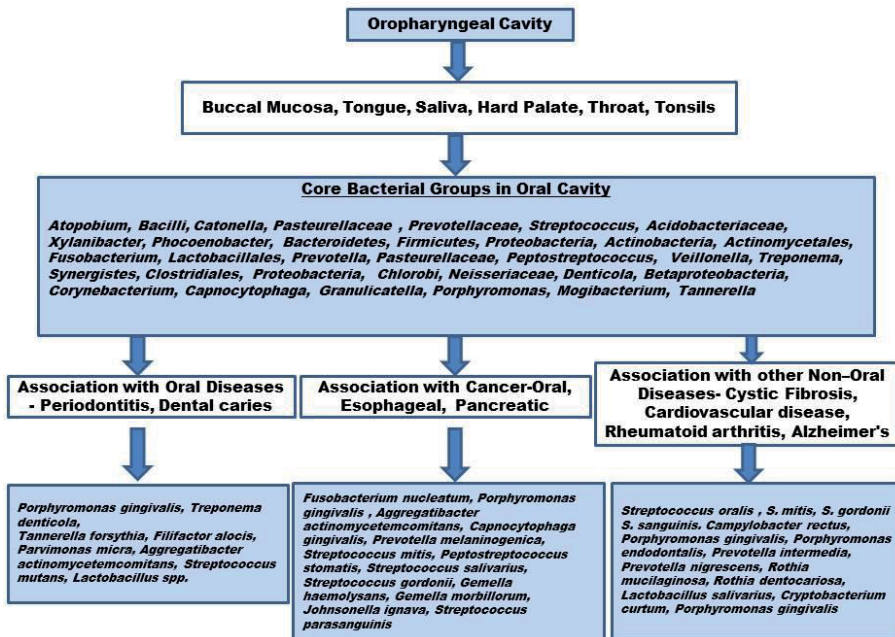 Oropharyngeal Cavity
Buccal Mucosa, Tongue, Saliva, Hard Palate, Throat, Tonsils
Core Bacterial Groups in Oral Cavity
Atopobium, Bacilli, Catonella, Pasteurellaceae , Prevotellaceae, Streptococcus, Acidobacteriaceae,
Xylanibacter, Phocoenobacter, Bacteroidetes, Firmicutes, Proteobacteria, Actinobacteria, Actinomycetales,
Fusobacterium, Lactobacillales, Prevotella, Pasteurellaceae, Peptostreptococcus, Veillonella, Treponema,
Synergistes, Clostridiales, Proteobacteria, Chlorobi, Neisseriaceae, Denticola, Betaproteobacteria,
Corynebacterium, Capnocytophaga, Granulicatella, Porphyromonas, Mogibacterium, Tannerella
Association with Oral Diseases
- Periodontitis, Dental caries
Association with Cancer-Oral,
Esophageal, Pancreatic
Association with other Non–Oral
Diseases- Cystic Fibrosis,
Cardiovascular disease,
Rheumatoid arthritis, Alzheimer's
Porphyromonas gingivalis, Treponema
denticola,
Tannerella forsythia, Filifactor alocis,
Parvimonas micra, Aggregatibacter
actinomycetemcomitans, Streptococcus
mutans, Lactobacillus spp.
Fusobacterium nucleatum, Porphyromonas
gingivalis , Aggregatibacter
actinomycetemcomitans, Capnocytophaga
gingivalis, Prevotella melaninogenica,
Streptococcus mitis, Peptostreptococcus
stomatis, Streptococcus salivarius,
Streptococcus gordonii, Gemella
haemolysans, Gemella morbillorum,
Johnsonella ignava, Streptococcus
parasanguinis
Streptococcus oralis , S. mitis, S. gordonii
S. sanguinis. Campylobacter rectus,
Porphyromonas gingivalis, Porphyromonas
endodontalis, Prevotella intermedia,
Prevotella nigrescens, Rothia
mucilaginosa, Rothia dentocariosa,
Lactobacillus salivarius, Cryptobacterium
curtum, Porphyromonas gingivalis